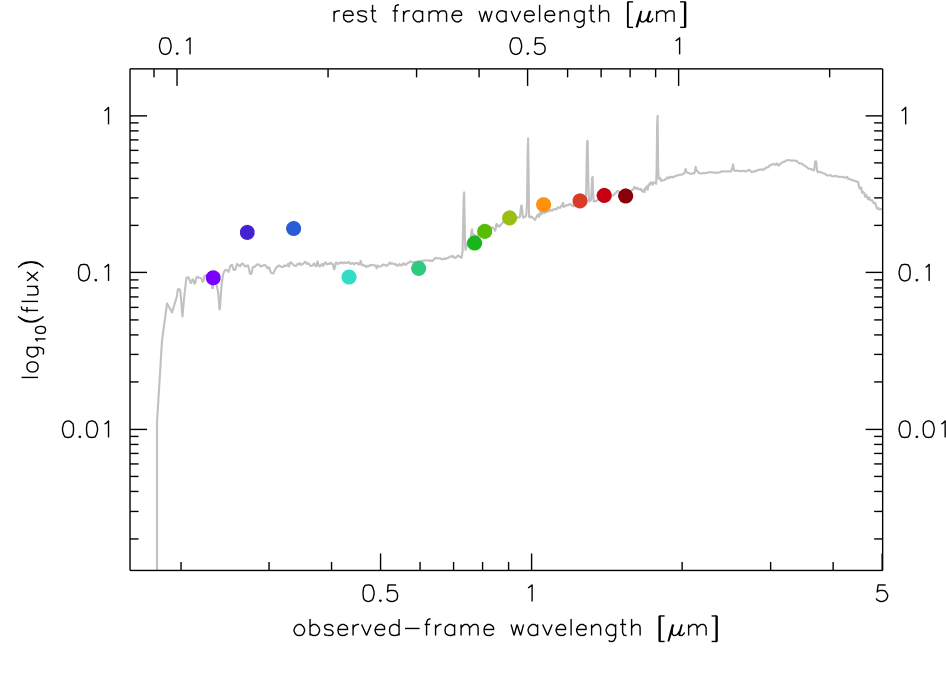 rest frame wavelength [μm]
0.1 0.5 1
1 1
0.1 0.1
0.01 0.01
log10(flux)
0.5 1 5
observed-frame wavelength [μm]